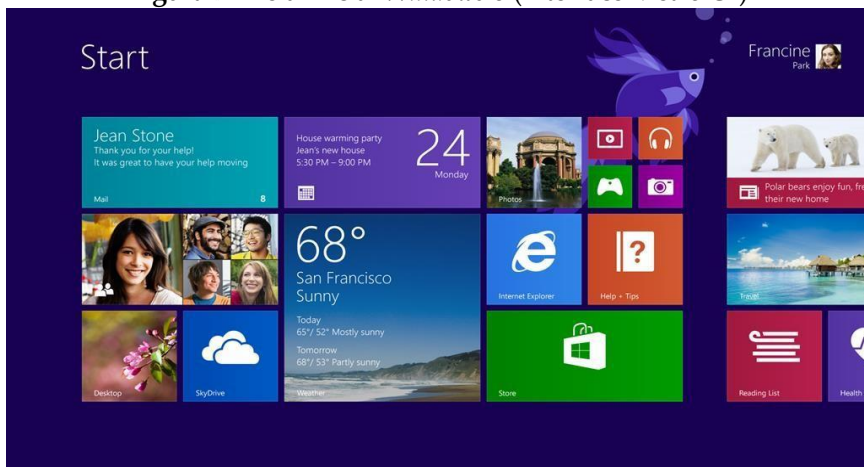 Start
Francine
Park
Jean Stone
Thank you for your help!
It was great to have your help moving
Mail
8
House warming party
Jean's new house
5:30 PM – 9:00 PM
24
Monday
Photos
Polar bears enjoy fun, fre
their new home
68°
San Francisco
Sunny
Today
65°/ 52° Mostly sunny
Tomorrow
68°/ 53° Partly sunny
Weather
Internet Explorer
Help + Tips
Travel
Desktop
SkyDrive
Store
Reading List
Health